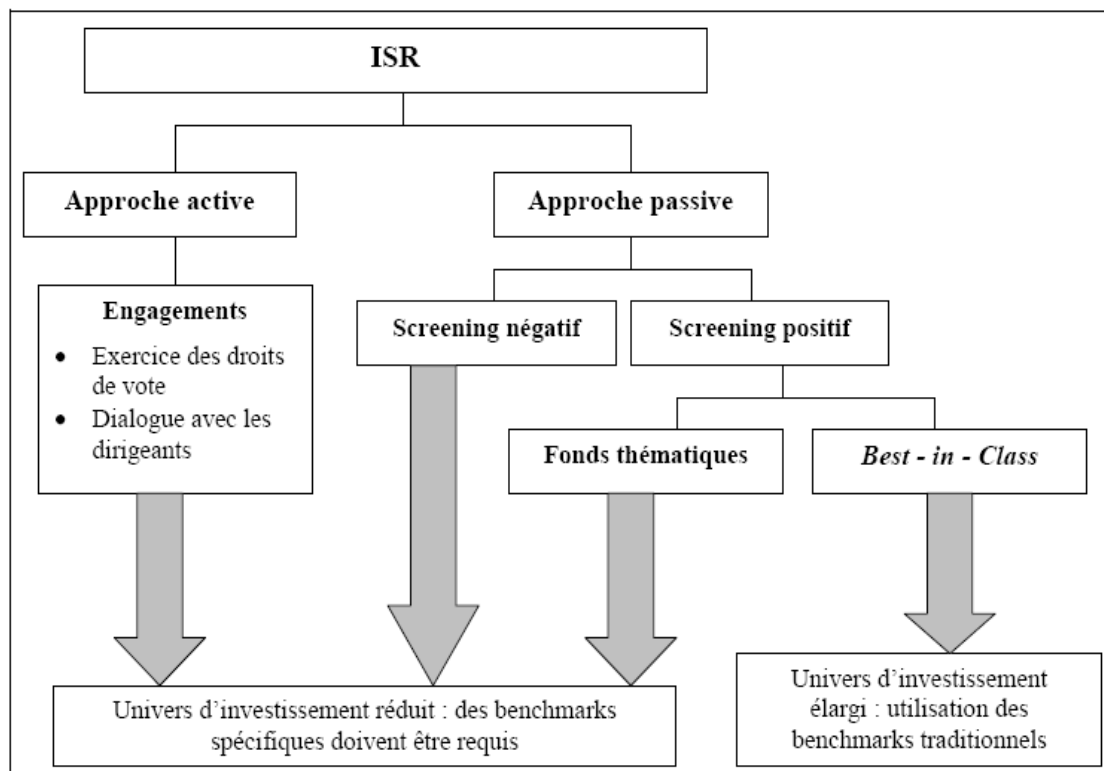 ISR
Approche active
Approche passive
Engagements
• Exercice des droits
de vote
• Dialogue avec les
dirigeants
Screening négatif
Screening positif
Fonds thématiques
Best - in - Class
Univers d’investissement réduit : des benchmarks
spécifiques doivent être requis
Univers d’investissement
élargi : utilisation des
benchmarks traditionnels